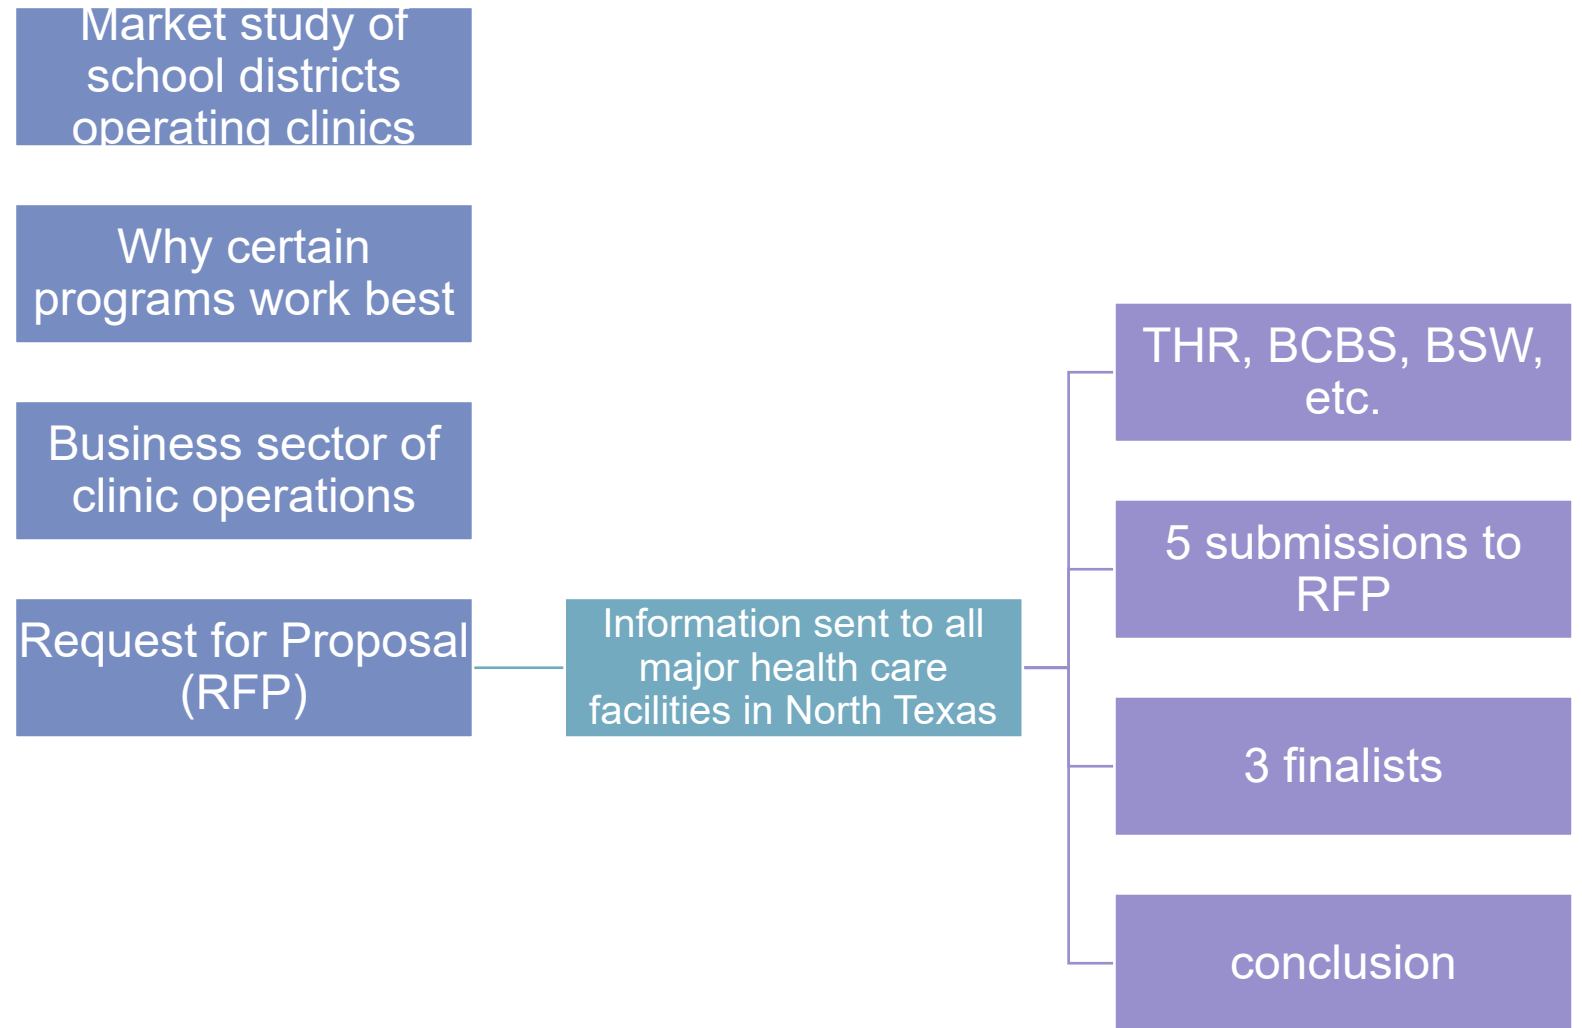 Market study of
school districts
operating clinics
Why certain
programs work best
Business sector of
clinic operations
Request for Proposal
(RFP)
Information sent to all
major health care
facilities in North Texas
THR, BCBS, BSW,
etc.
5 submissions to
RFP
3 finalists
conclusion